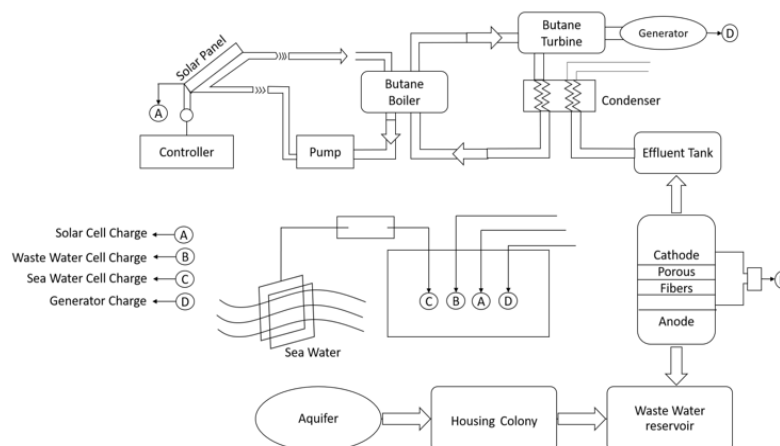 Butane
Turbine
Generator
D
Solar Panel
Butane
Boiler
Condenser
A
Controller
Pump
Effluent Tank
Solar Cell Charge
A
Waste Water Cell Charge
B
Sea Water Cell Charge
C
Generator Charge
D
C
B
A
D
Sea Water
Cathode
Porous
Fibers
Anode
Aquifer
Housing Colony
Waste Water
reservoir